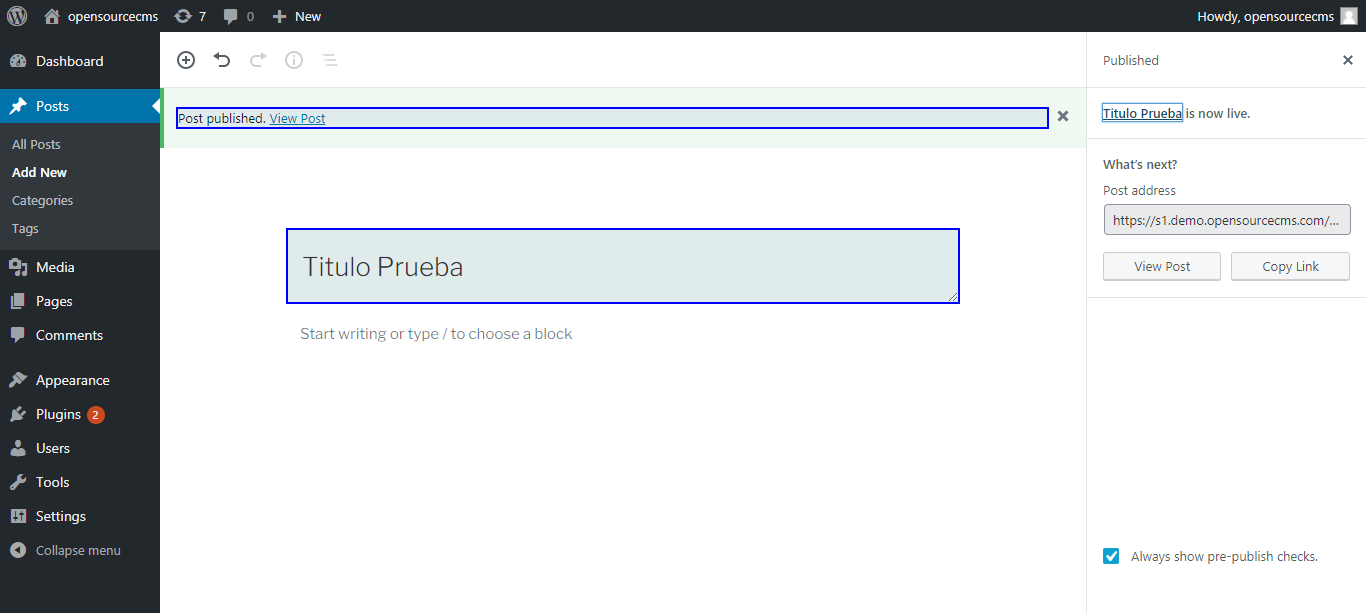 opensourcecms 7 0 New Howdy, opensourcecms
Dashboard
Posts
All Posts
Add New
Categories
Tags
Media
Pages
Comments
Appearance
Plugins 2
Users
Tools
Settings
Collapse menu
Post published. View Post
Titulo Prueba
Start writing or type / to choose a block
Published
Titulo Prueba is now live.
What's next?
Post address
https://s1.demo.opensourcecms.com/...
View Post Copy Link
Always show pre-publish checks.